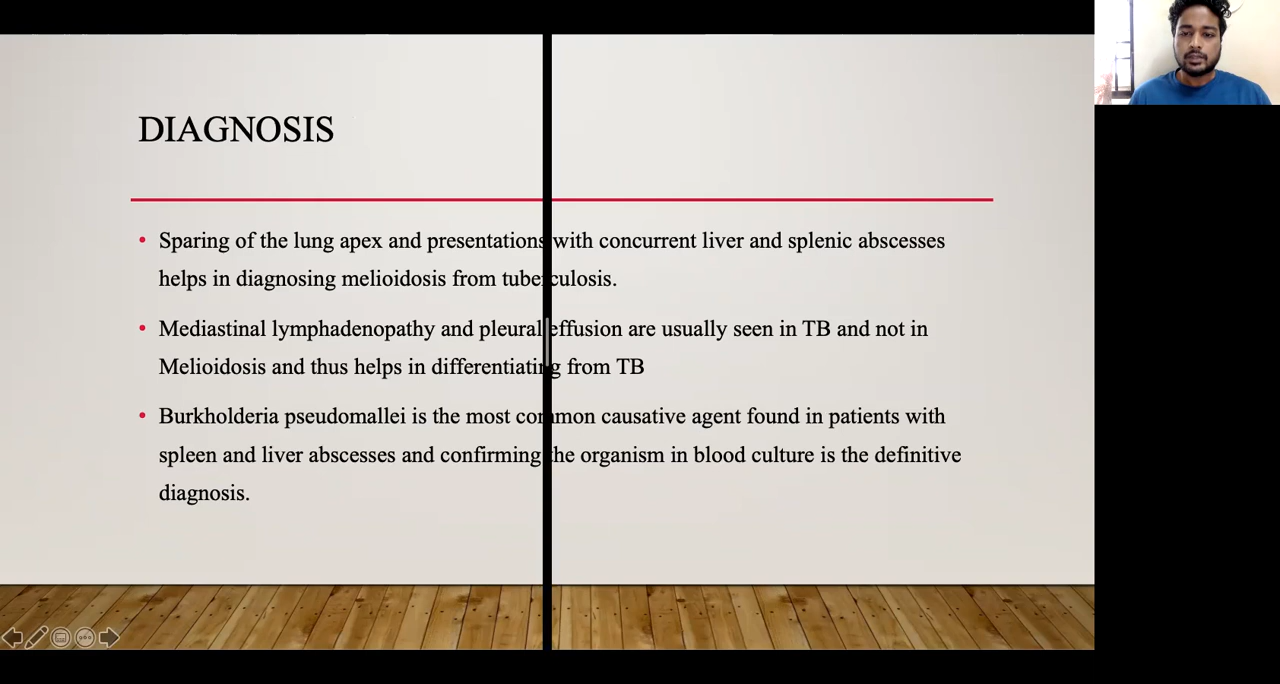 DIAGNOSIS
• Sparing of the lung apex and presentations with concurrent liver and splenic abscesses
helps in diagnosing melioidosis from tuberculosis.
• Mediastinal lymphadenopathy and pleural effusion are usually seen in TB and not in
Melioidosis and thus helps in differentiating from TB
• Burkholderia pseudomallei is the most common causative agent found in patients with
spleen and liver abscesses and confirming the organism in blood culture is the definitive
diagnosis.